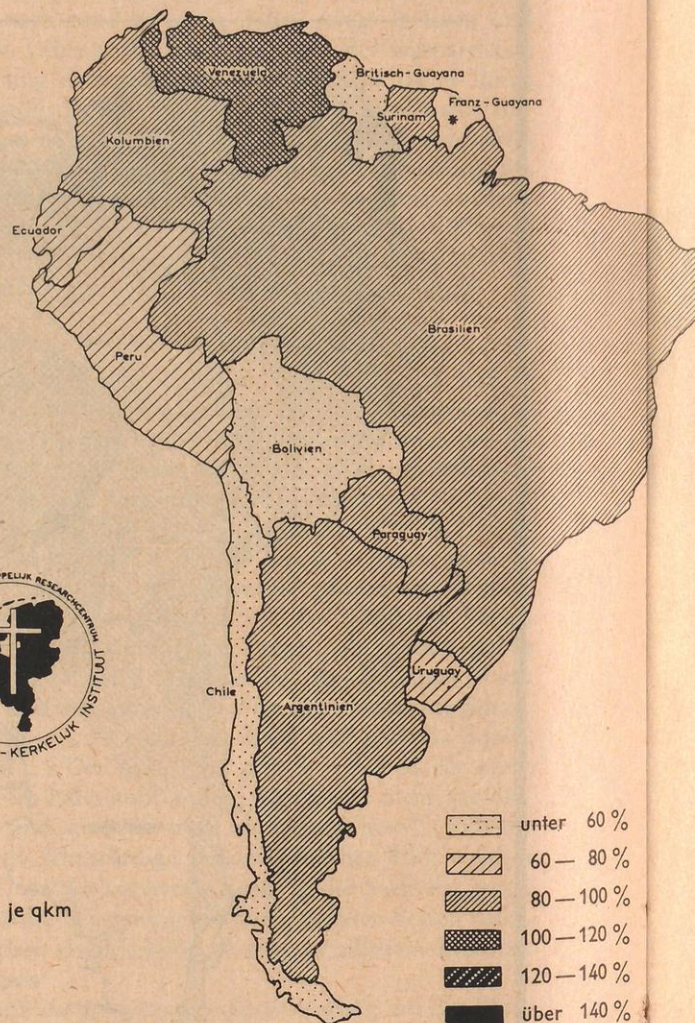 Venezuela
Britisch-Guayana
Franz-Guayana
Surinam
*
Kolumbien
Ecuador
Brasilien
Peru
Bolivien
Paraguay
PELIJK RESEARCHCENTRUM
- KERKELIJK INSTITUUT
Uruguay
Chile
Argentinien
je qkm
unter 60 %
60 — 80 %
80 — 100 %
100 — 120 %
120 — 140 %
über 140 %